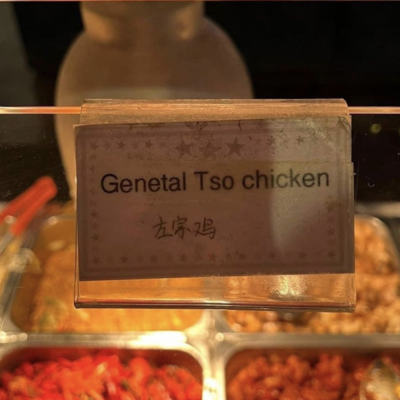 Genetal Tso chicken
左宗鸡